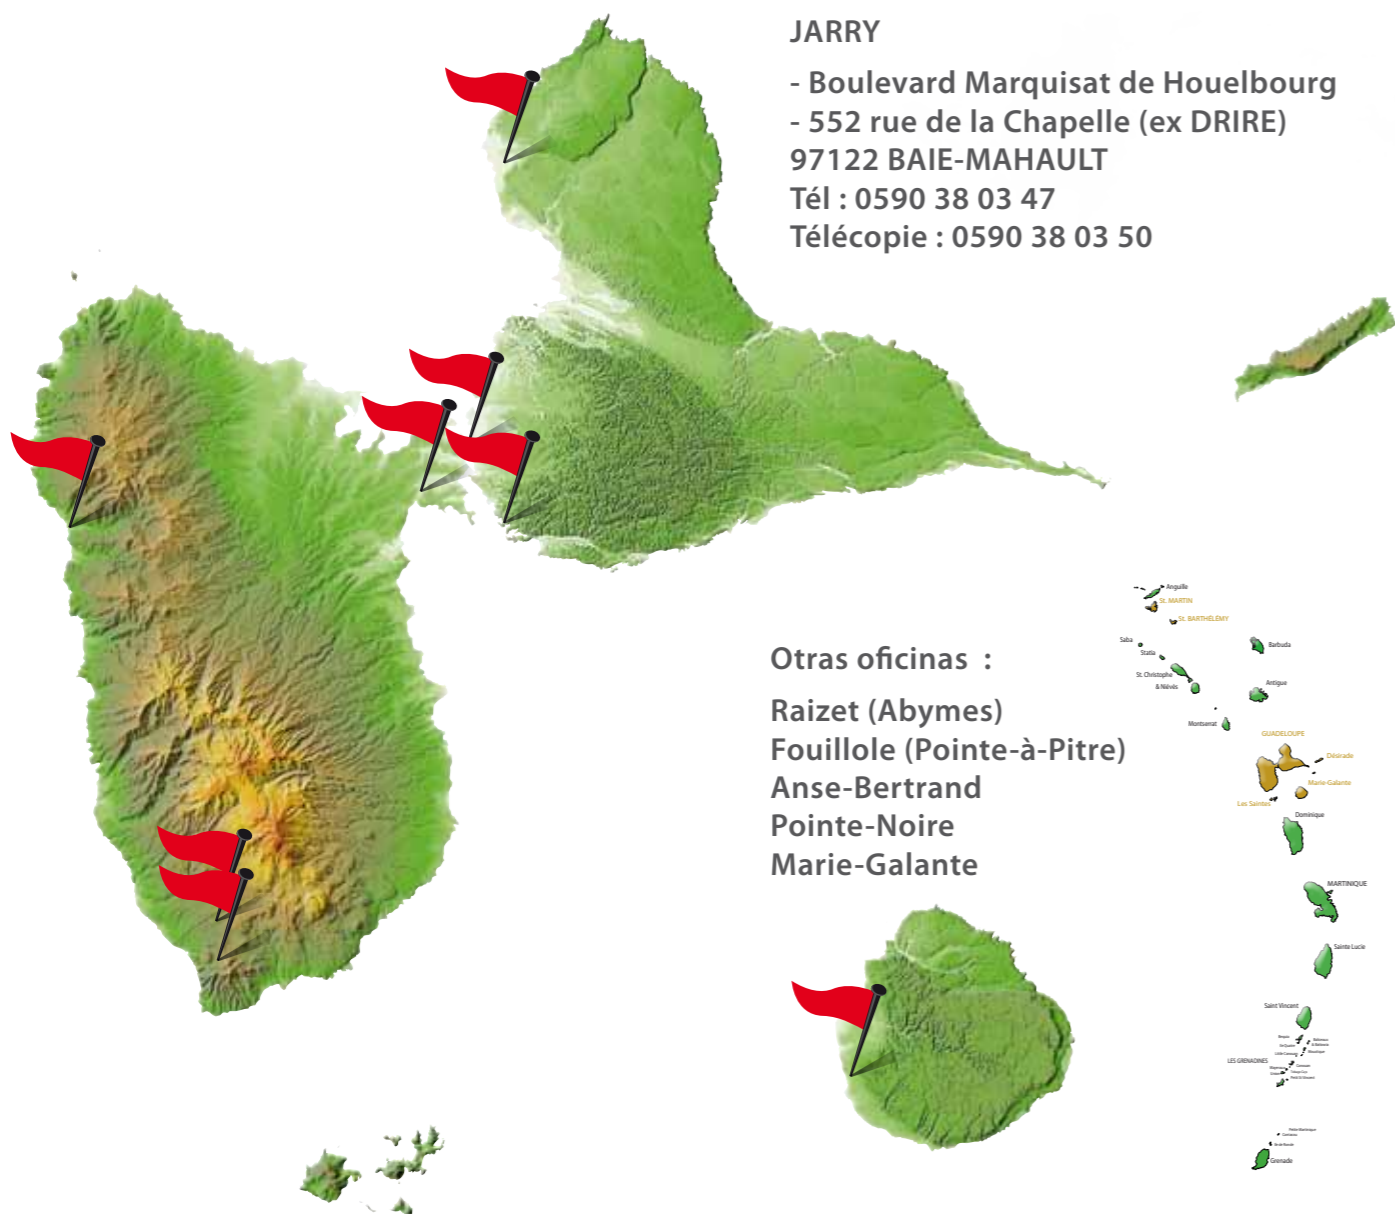 JARRY
- Boulevard Marquisat de Houelbourg
- 552 rue de la Chapelle (ex DRIRE)
97122 BAIE-MAHAULT
Tél : 0590 38 03 47
Télécopie : 0590 38 03 50
Otras oficinas :
Raizet (Abymes)
Fouillole (Pointe-à-Pitre)
Anse-Bertrand
Pointe-Noire
Marie-Galante
Anguille
St. MARTIN
St. BARTHÉLEMY
Saba
Barbuda
Statia
St. Christophe
& Niévès
Antigue
Montserrat
GUADELOUPE
Désirade
Marie-Galante
Les Saintes
Dominique
MARTINIQUE
Sainte Lucie
Saint Vincent
LES GRENADINES
Grenade